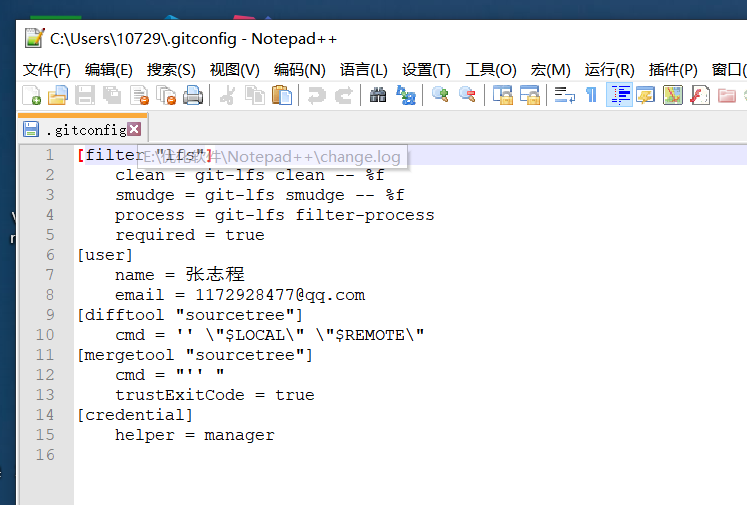 C:\Users\10729\.gitconfig - Notepad++
文件(F) 编辑(E) 搜索(S) 视图(V) 编码(N) 语言(L) 设置(T) 工具(O) 宏(M) 运行(R) 插件(P) 窗口(
.gitconfig
1 [filter "lfs"]
E:\优化软件\Notepad++\change.log
2 clean = git-lfs clean -- %f
3 smudge = git-lfs smudge -- %f
4 process = git-lfs filter-process
5 required = true
6 [user]
7 name = 张志程
8 email = 1172928477@qq.com
9 [difftool "sourcetree"]
10 cmd = '' \"$LOCAL\" \"$REMOTE\"
11 [mergetool "sourcetree"]
12 cmd = "'' "
13 trustExitCode = true
14 [credential]
15 helper = manager
16